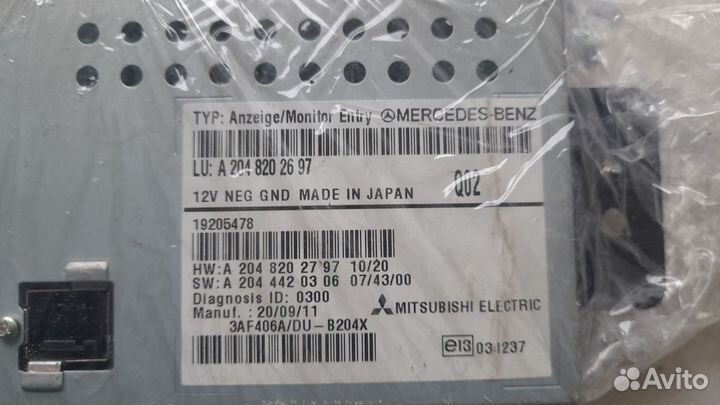 TYP: Anzeige/Monitor Entry MERCEDES-BENZ
LU: A 204 820 26 97
12V NEG GND MADE IN JAPAN Q02
19205478
HW:A 204 820 27 97 10/20
SW:A 204 442 03 06 07/43/00
Diagnosis ID: 0300
Manuf. : 20/09/11 MITSUBISHI ELECTRIC
3AF406A/DU-B204X
e13 034237
Avito